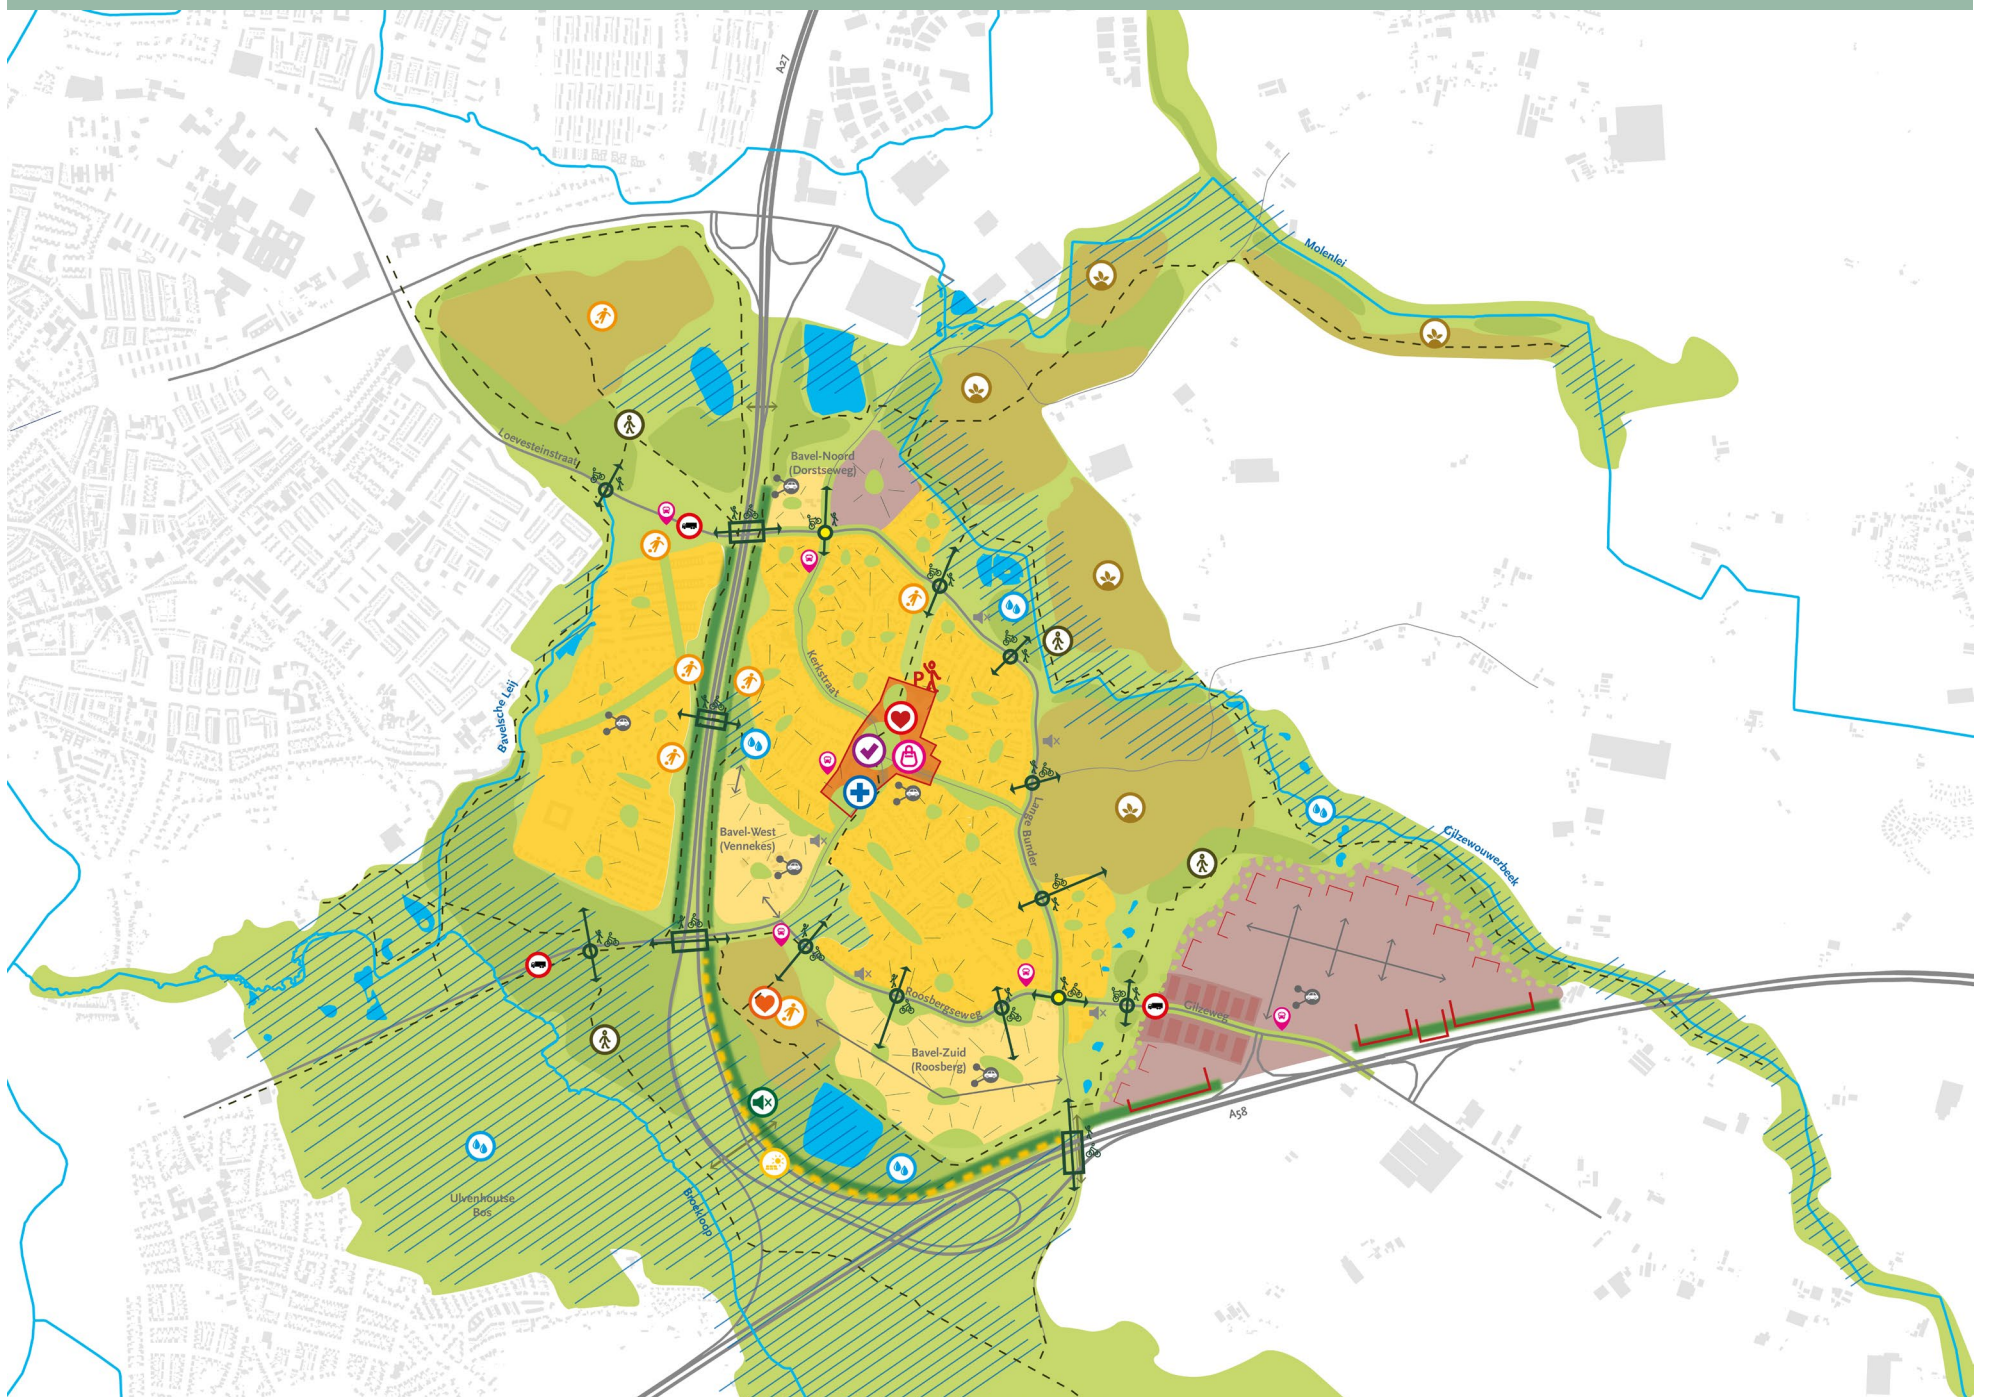 A27
Molenlei
Loevesteinstraat
Bavel-Noord
(Dorstseweg)
Kerkstraat
P
Bavelsche Leij
Bavel-West
(Vennekes)
Lange Bunder
Gilzewouwerbeek
Roosbergseweg
Gilzeweg
Bavel-Zuid
(Roosberg)
A58
Ulvenhoutse
Bos
Broekloop